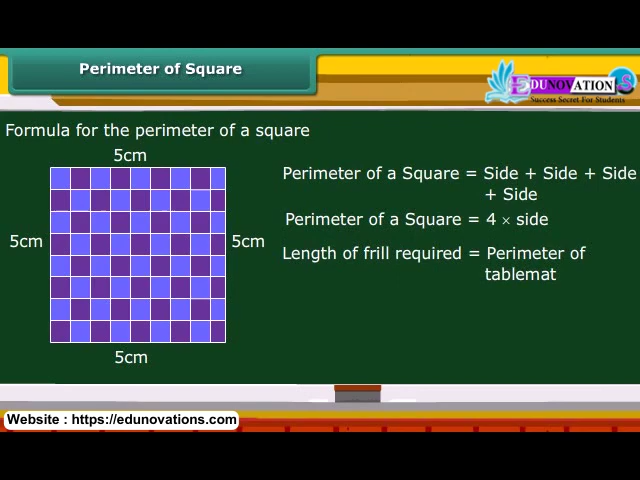 Perimeter of Square
EDUNOVATIONS
Success Secret For Students
Formula for the perimeter of a square
5cm
5cm
5cm
5cm
Perimeter of a Square = Side + Side + Side
+ Side
Perimeter of a Square = 4 × side
Length of frill required = Perimeter of
tablemat
Website : https://edunovations.com